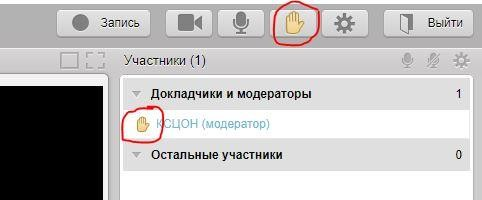 Запись
Выйти
Участники (1)
Докладчики и модераторы 1
КСЦОН (модератор)
Остальные участники 0